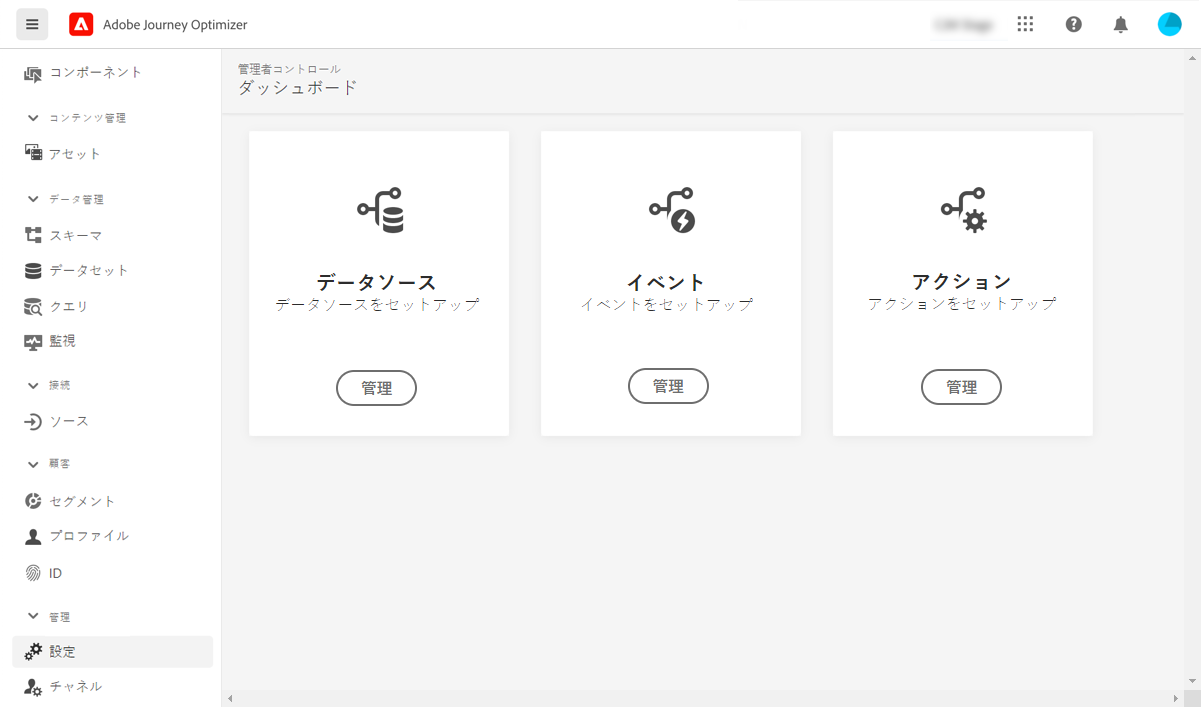 Adobe Journey Optimizer
コンポーネント
コンテンツ管理
アセット
データ管理
スキーマ
データセット
クエリ
監視
接続
ソース
顧客
セグメント
プロファイル
ID
管理
設定
チャネル
管理者コントロール
ダッシュボード
データソース
データソースをセットアップ
管理
イベント
イベントをセットアップ
管理
アクション
アクションをセットアップ
管理